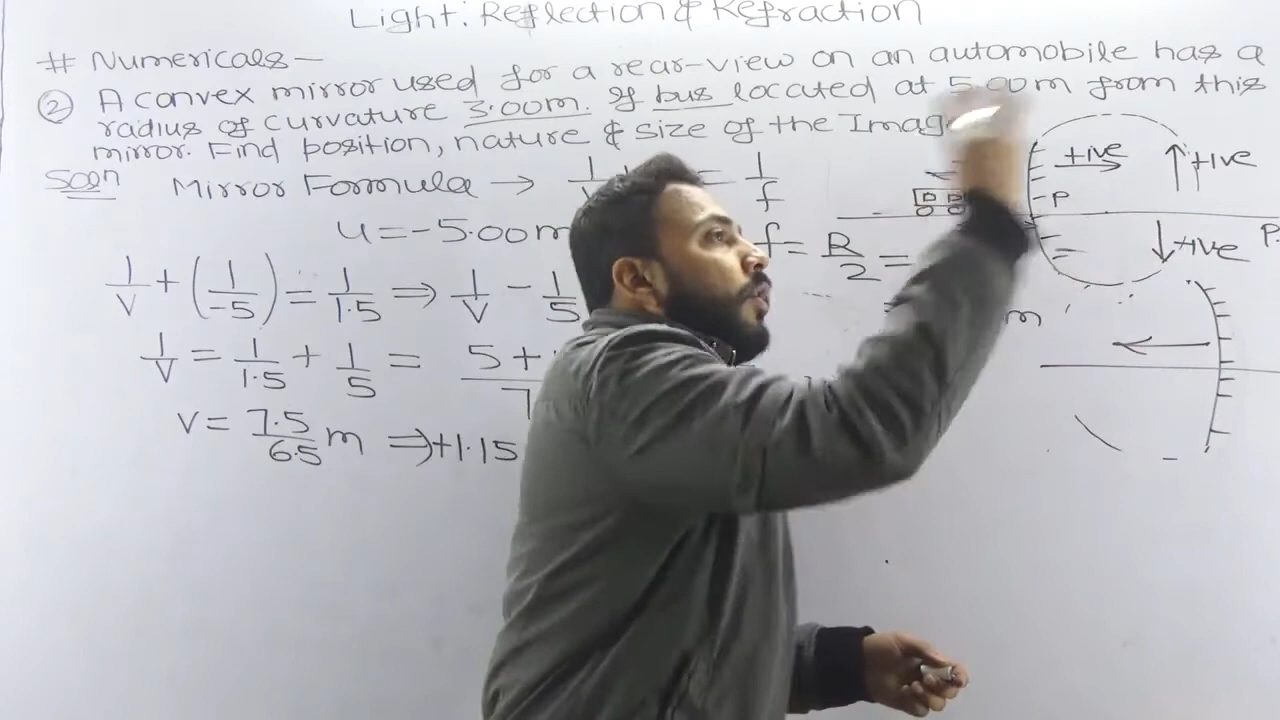 Light: Reflection & Refraction
# Numericals —
② A convex mirror used for a rear-view on an automobile has a
radius of curvature 3.00m. If bus located at 5.00m from this
mirror. Find position, nature & size of the
Soln Mirror Formula → 1/ = 1/f
u = -5.00m f = R/2 =
1/v + (1/-5) = 1/1.5 ⇒ 1/v - 1/5
m
1/v = 1/1.5 + 1/5 = 5+
v = 7.5/6.5 m ⇒ +1.15
+ive
+ive
P
+ive
P